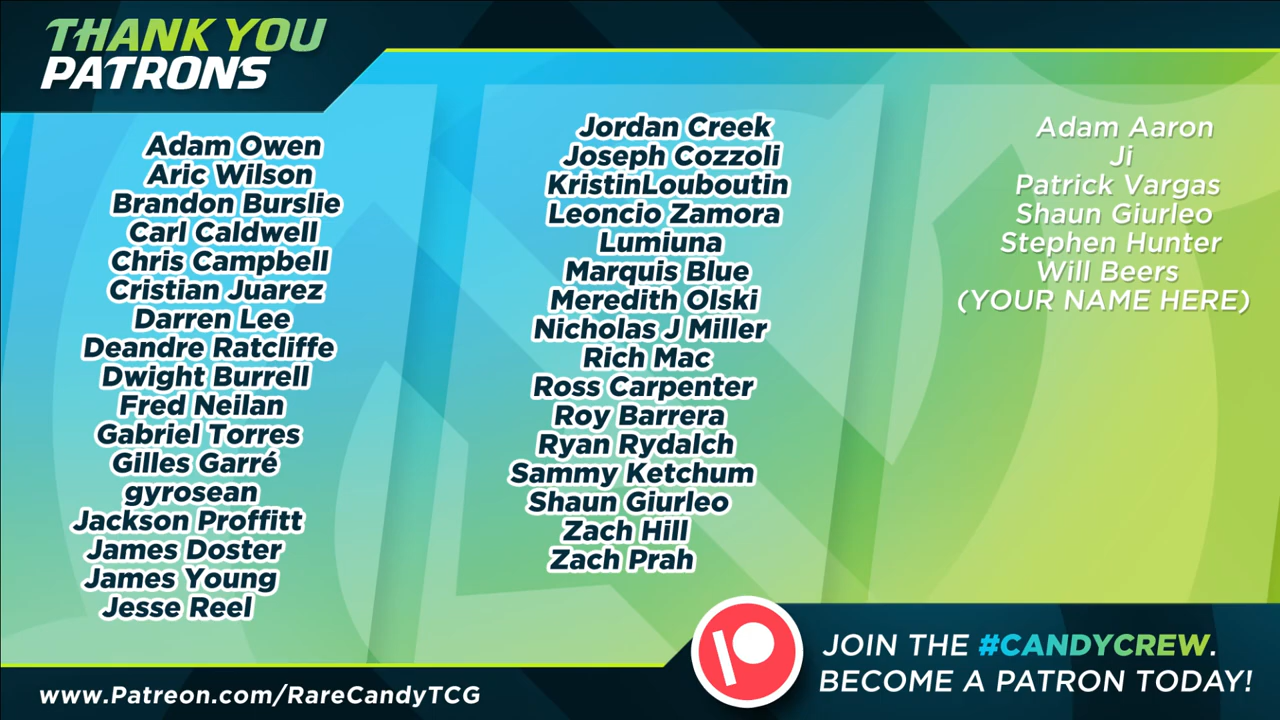 THANK YOU
PATRONS
Adam Owen
Aric Wilson
Brandon Burslie
Carl Caldwell
Chris Campbell
Cristian Juarez
Darren Lee
Deandre Ratcliffe
Dwight Burrell
Fred Neilan
Gabriel Torres
Gilles Garré
gyrosean
Jackson Proffitt
James Doster
James Young
Jesse Reel
Jordan Creek
Joseph Cozzoli
KristinLouboutin
Leoncio Zamora
Lumiuna
Marquis Blue
Meredith Olski
Nicholas J Miller
Rich Mac
Ross Carpenter
Roy Barrera
Ryan Rydalch
Sammy Ketchum
Shaun Giurleo
Zach Hill
Zach Prah
Adam Aaron
Ji
Patrick Vargas
Shaun Giurleo
Stephen Hunter
Will Beers
(YOUR NAME HERE)
www.Patreon.com/RareCandyTCG
JOIN THE #CANDYCREW.
BECOME A PATRON TODAY!